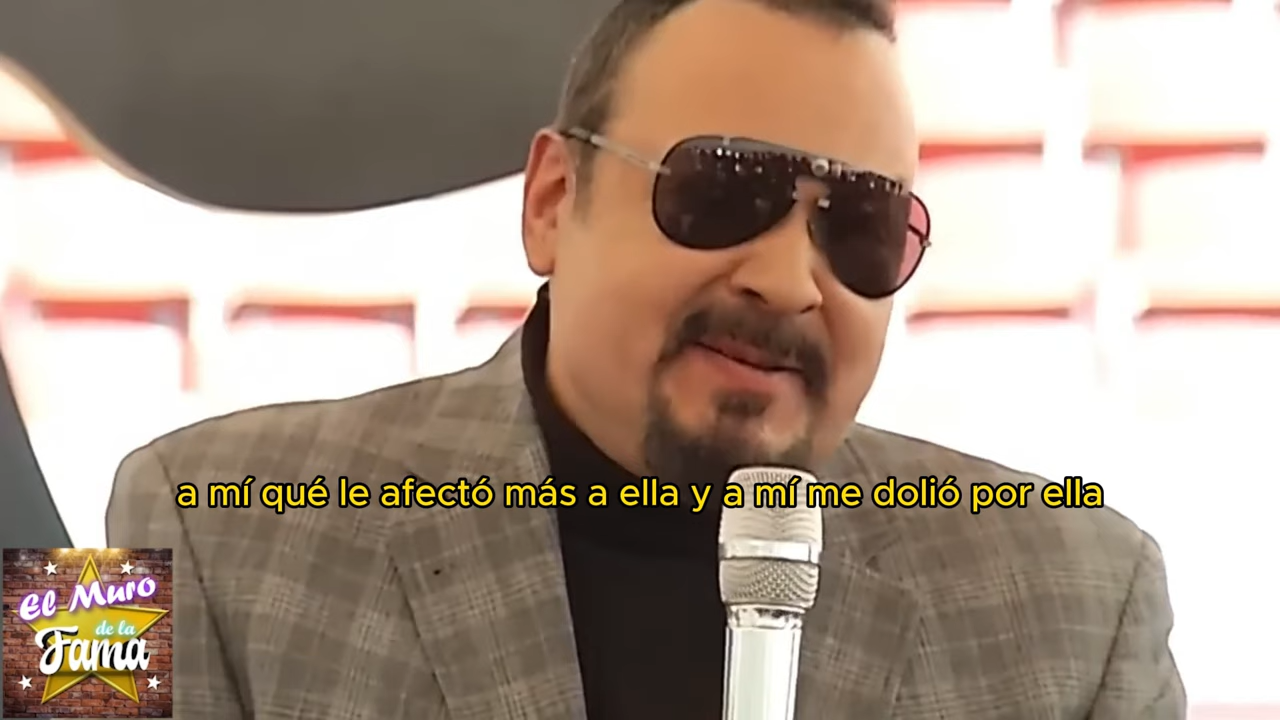 a mí qué le afectó más a ella y a mí me dolió por ella
El Muro
de la
Fama